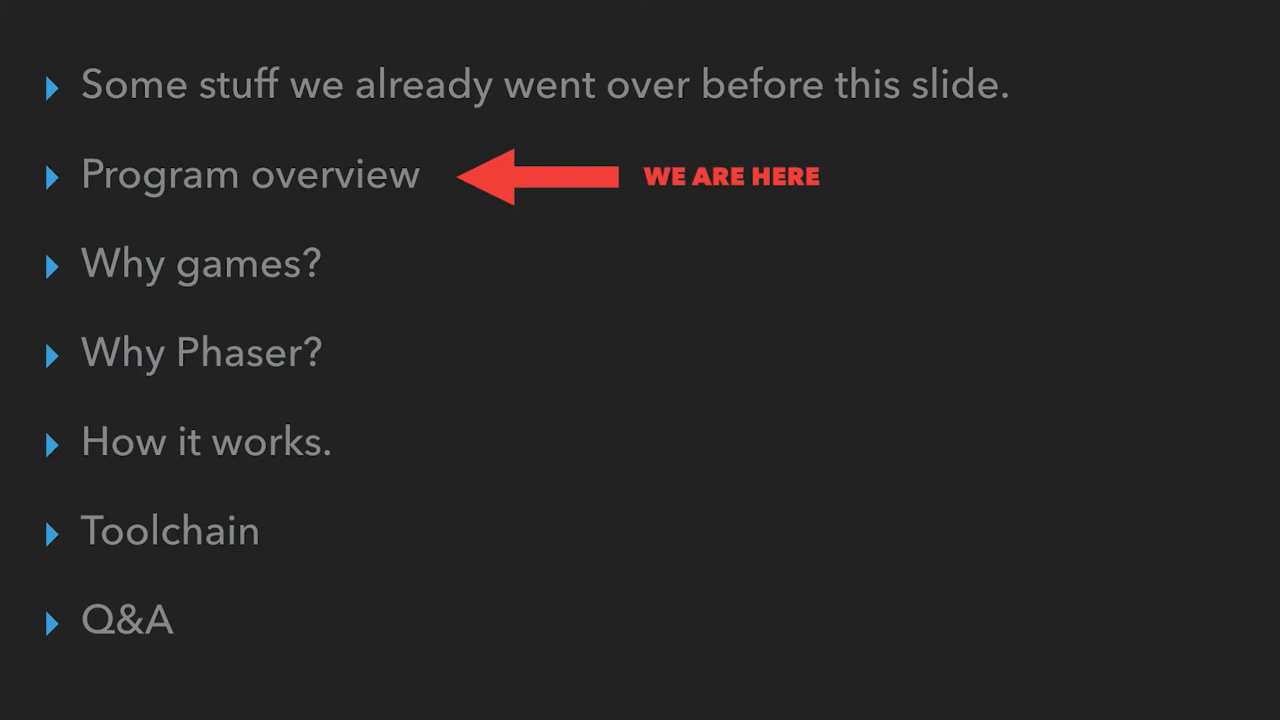 Some stuff we already went over before this slide.
Program overview WE ARE HERE
Why games?
Why Phaser?
How it works.
Toolchain
Q&A